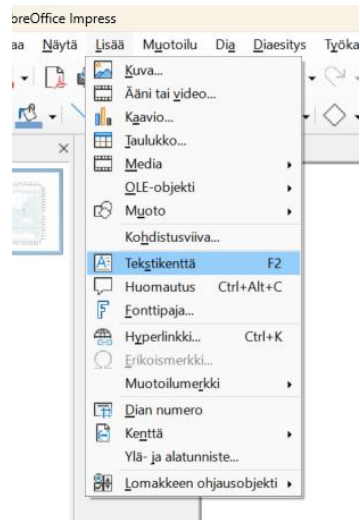 breOffice Impress
aa Näytä Lisää Muotoilu Dia Diaesitys Työka
Kuva...
Ääni tai video...
Kaavio...
Taulukko...
Media
OLE-objekti
Muoto
Kohdistusviiva...
Tekstikenttä F2
Huomautus Ctrl+Alt+C
Fonttipaja...
Hyperlinkki... Ctrl+K
Erikoismerkki...
Muotoilumerkki
Dian numero
Kenttä
Ylä- ja alatunniste...
Lomakkeen ohjausobjekti